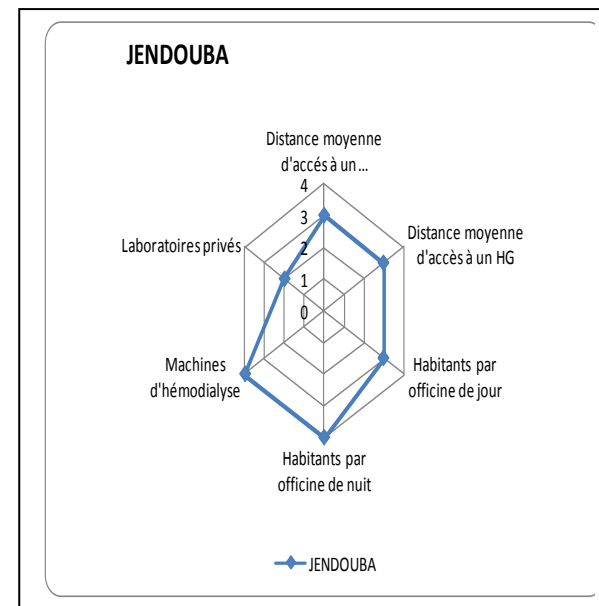 JENDOUBA
Distance moyenne
d'accés à un ...
4
3
2
1
0
Distance moyenne
d'accès à un HG
Habitants par
officine de jour
Habitants par
officine de nuit
Machines
d'hémodialyse
Laboratoires privés
JENDOUBA